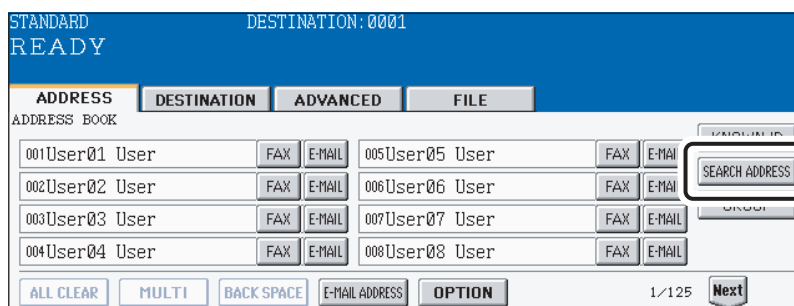 STANDARD DESTINATION:0001
READY
ADDRESS DESTINATION ADVANCED FILE
ADDRESS BOOK
001User01 User FAX E-MAIL 005User05 User FAX E-MAI
SEARCH ADDRESS
002User02 User FAX E-MAIL 006User06 User FAX E-MAI
003User03 User FAX E-MAIL 007User07 User FAX E-MAIL
004User04 User FAX E-MAIL 008User08 User FAX E-MAIL
ALL CLEAR MULTI BACK SPACE E-MAIL ADDRESS OPTION 1/125 Next